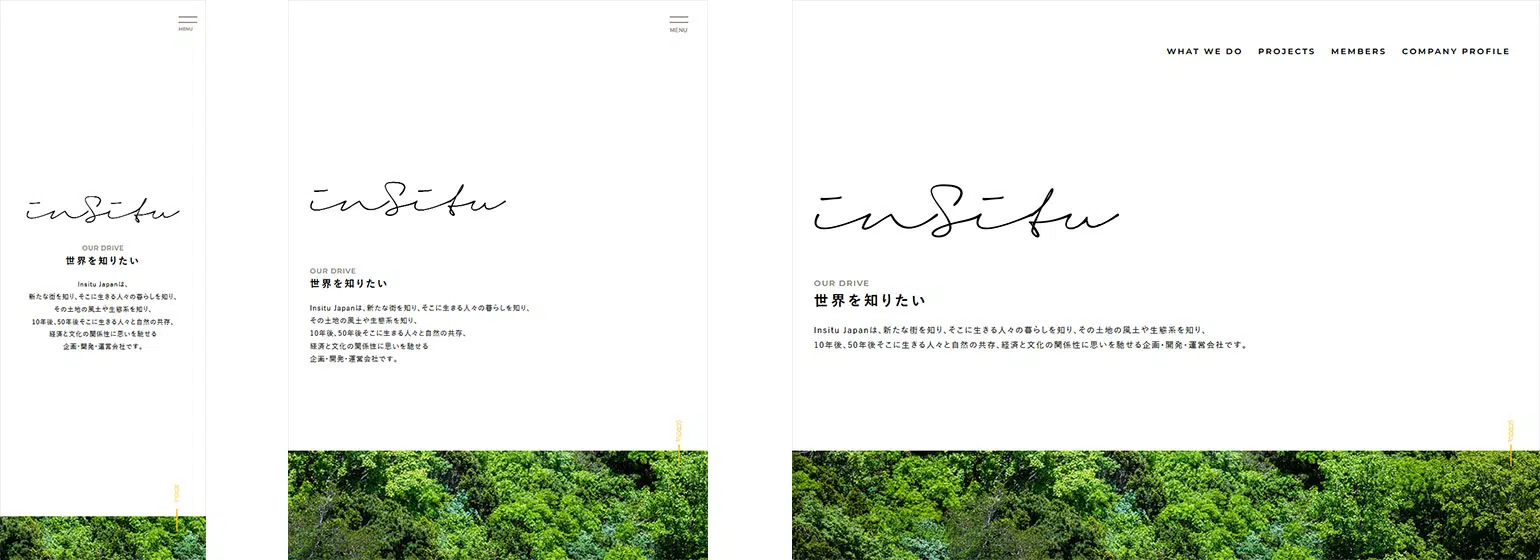 MENU
insitu
OUR DRIVE
世界を知りたい
Insitu Japanは、
新たな街を知り、そこに生きる人々の暮らしを知り、
その土地の風土や生態系を知り、
10年後、50年後そこに生きる人々と自然の共存、
経済と文化の関係性に思いを馳せる
企画・開発・運営会社です。
MENU
insitu
OUR DRIVE
世界を知りたい
Insitu Japanは、新たな街を知り、そこに生きる人々の暮らしを知り、
その土地の風土や生態系を知り、
10年後、50年後そこに生きる人々と自然の共存、
経済と文化の関係性に思いを馳せる
企画・開発・運営会社です。
WHAT WE DO PROJECTS MEMBERS COMPANY PROFILE
insitu
OUR DRIVE
世界を知りたい
Insitu Japanは、新たな街を知り、そこに生きる人々の暮らしを知り、その土地の風土や生態系を知り、
10年後、50年後そこに生きる人々と自然の共存、経済と文化の関係性に思いを馳せる企画・開発・運営会社です。